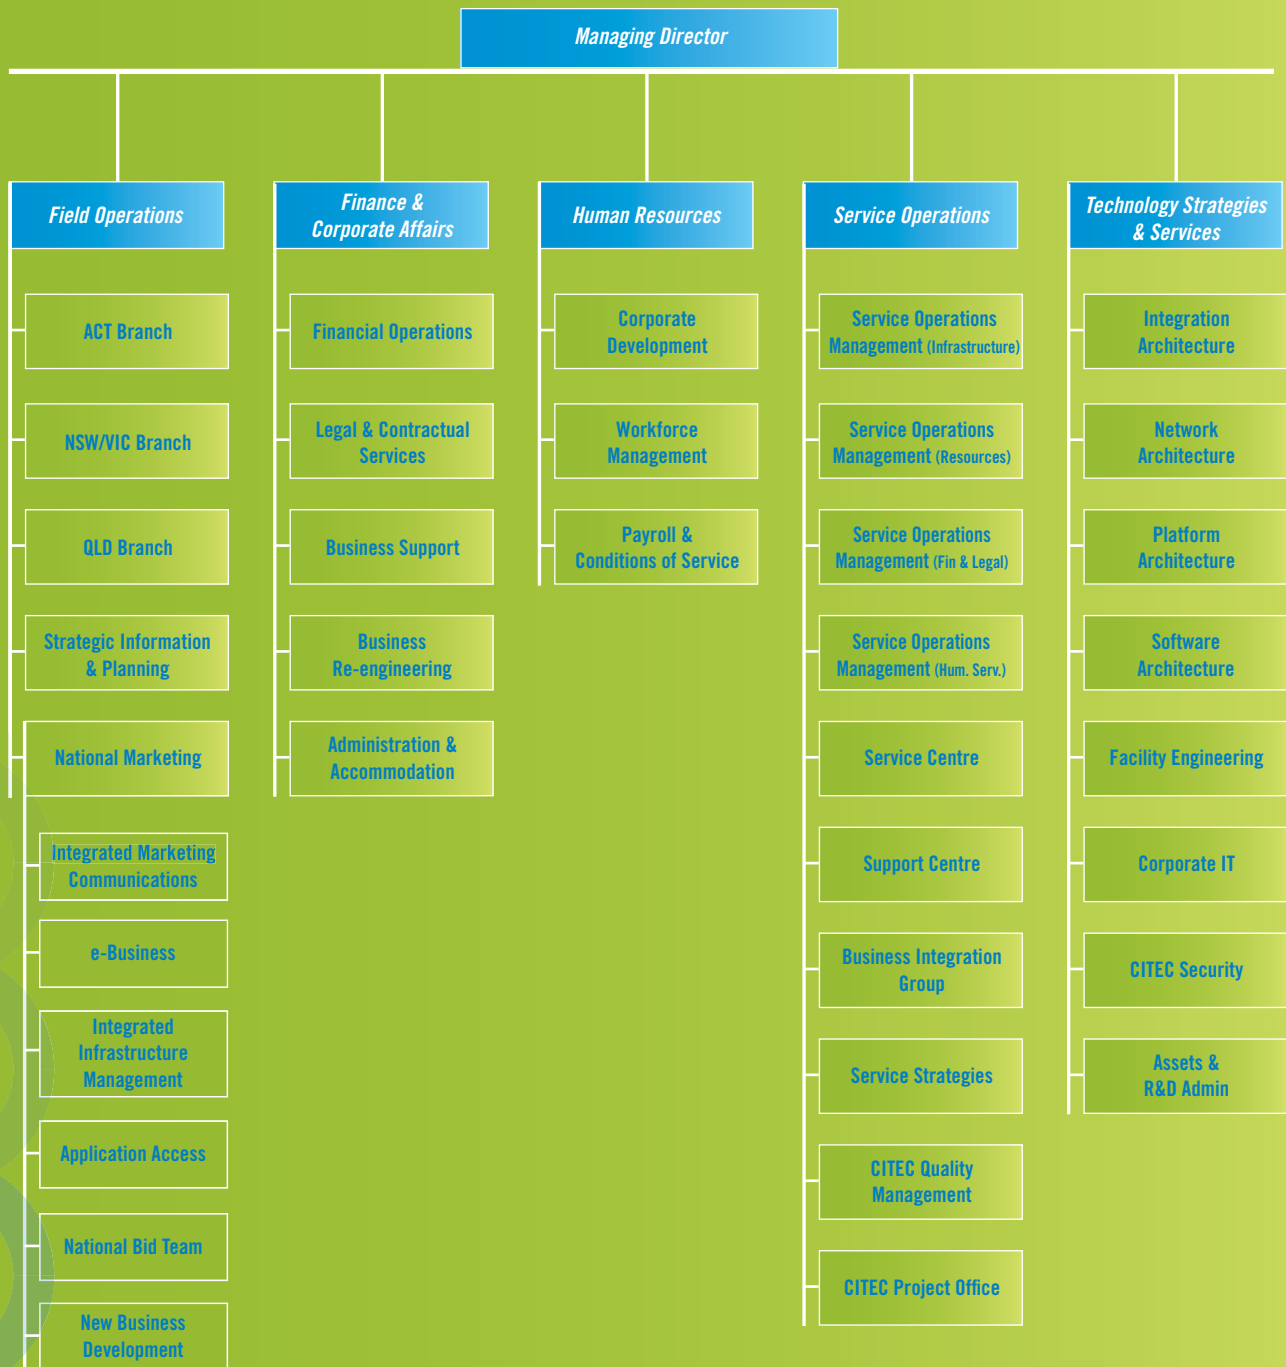 Managing Director
Field Operations
ACT Branch
NSW/VIC Branch
QLD Branch
Strategic Information
& Planning
National Marketing
Integrated Marketing
Communications
e-Business
Integrated
Infrastructure
Management
Application Access
National Bid Team
New Business
Development
Finance &
Corporate Affairs
Financial Operations
Legal & Contractual
Services
Business Support
Business
Re-engineering
Administration &
Accommodation
Human Resources
Corporate
Development
Workforce
Management
Payroll &
Conditions of Service
Service Operations
Service Operations
Management (Infrastructure)
Service Operations
Management (Resources)
Service Operations
Management (Fin & Legal)
Service Operations
Management (Hum. Serv.)
Service Centre
Support Centre
Business Integration
Group
Service Strategies
CITEC Quality
Management
CITEC Project Office
Technology Strategies
& Services
Integration
Architecture
Network
Architecture
Platform
Architecture
Software
Architecture
Facility Engineering
Corporate IT
CITEC Security
Assets &
R&D Admin